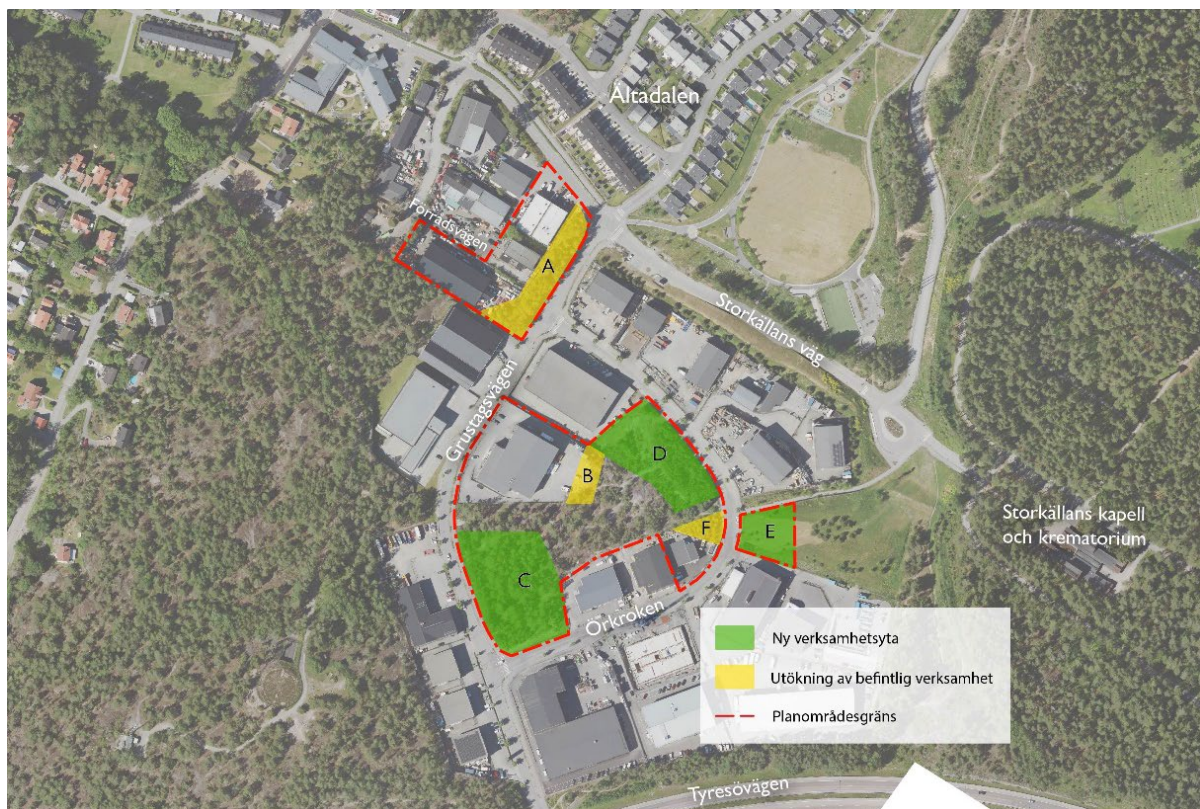 Ältadalen
Förrådsvägen
A
Storkällans väg
Grustagsvägen
D
B
F
E
Storkällans kapell
och krematorium
C
Örkroken
Ny verksamhetsyta
Utökning av befintlig verksamhet
Planområdesgräns
Tyresövägen